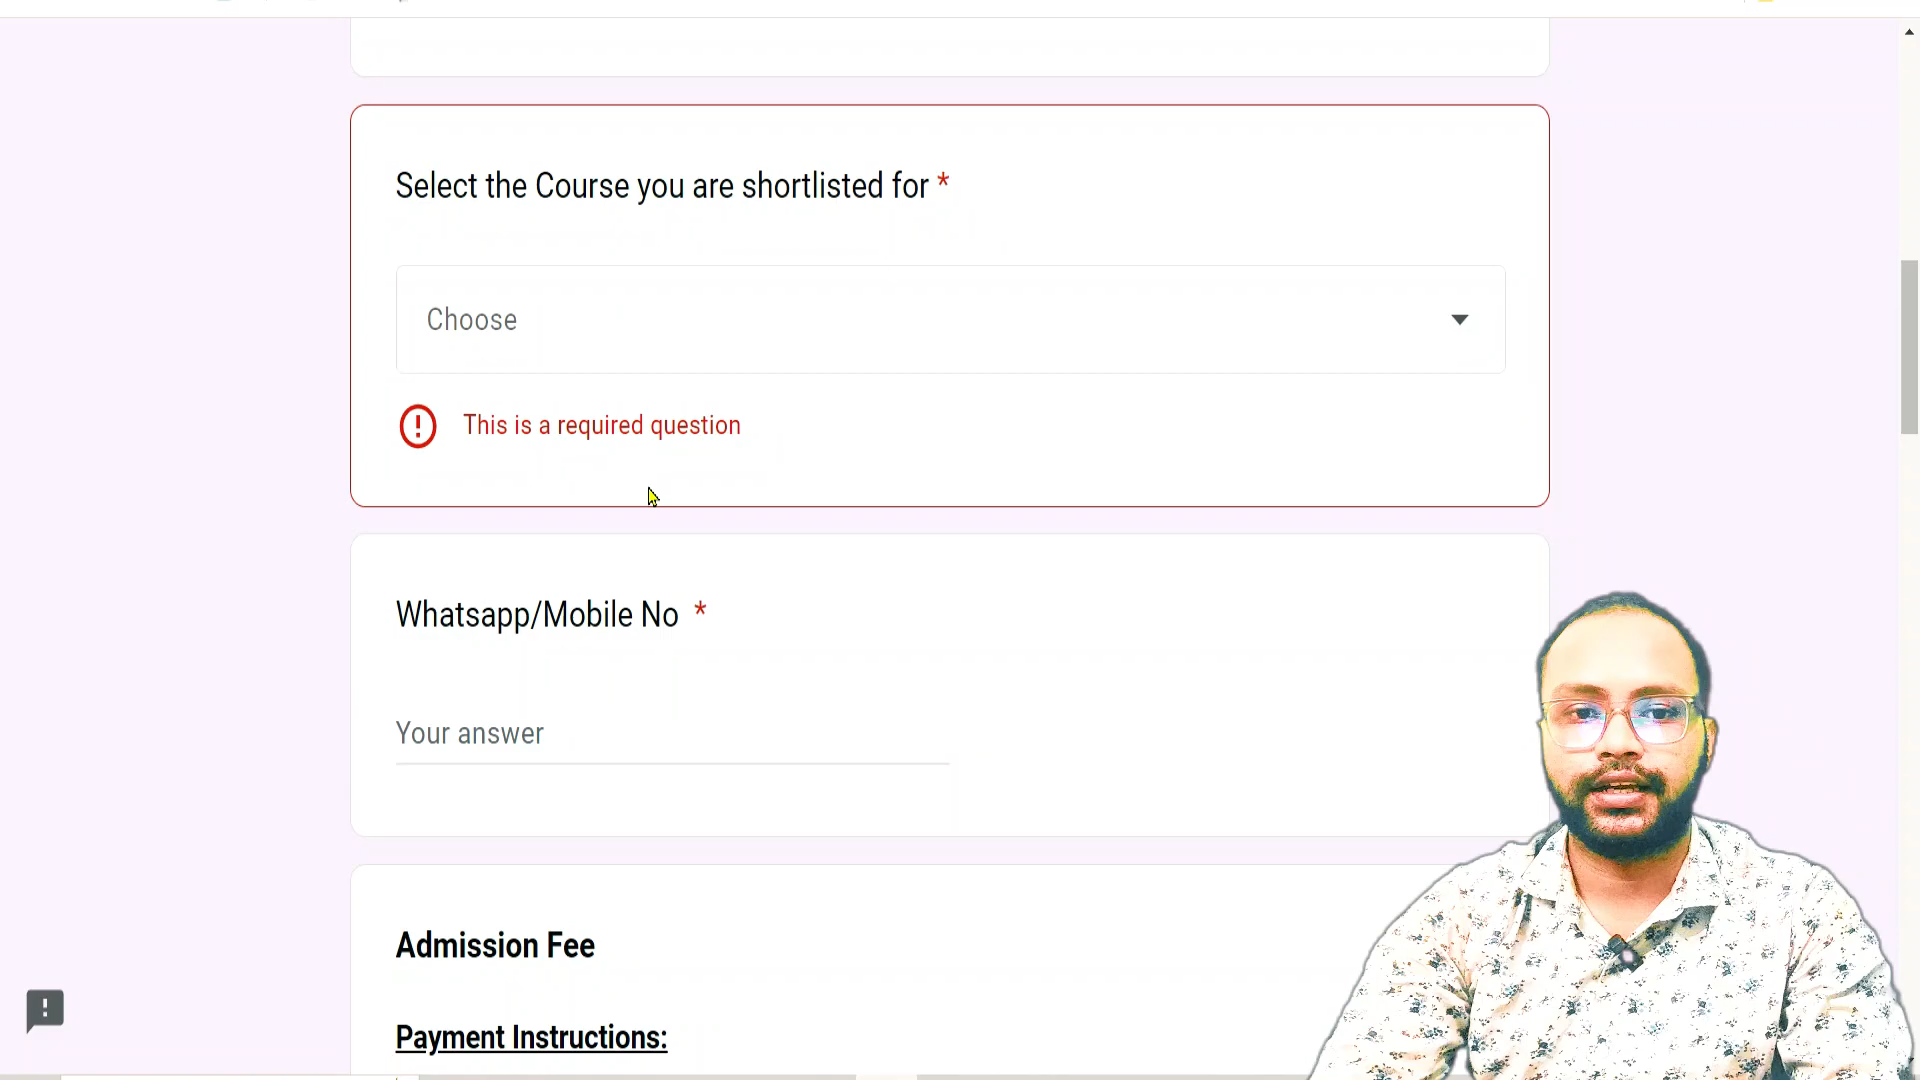 Select the Course you are shortlisted for *
Choose
This is a required question
Whatsapp/Mobile No *
Your answer
Admission Fee
Payment Instructions: